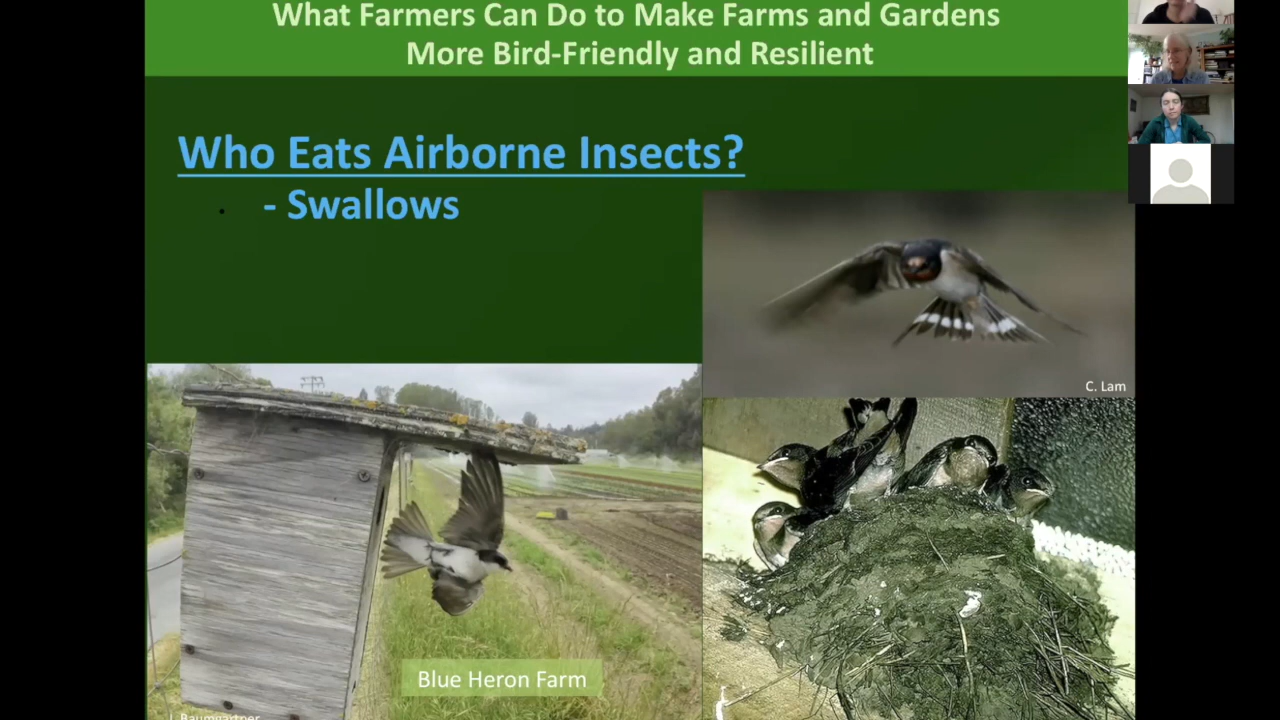 What Farmers Can Do to Make Farms and Gardens
More Bird-Friendly and Resilient
Who Eats Airborne Insects?
- Swallows
C. Lam
Blue Heron Farm
J. Baumgartner